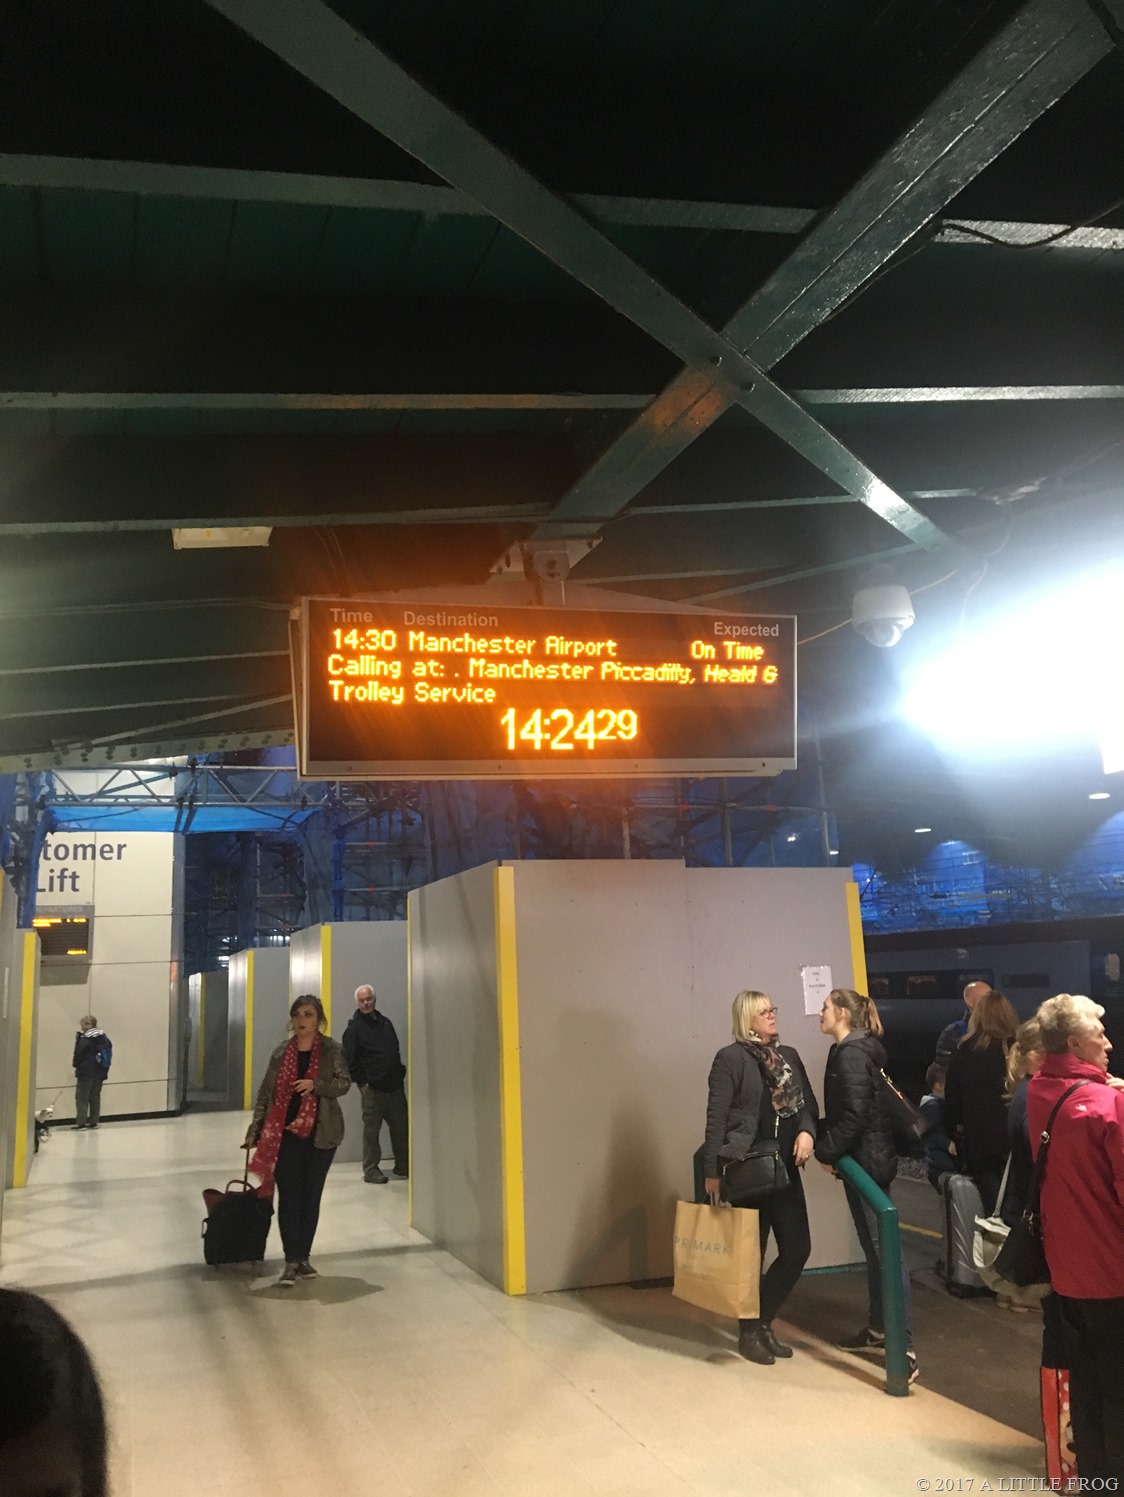 Time Destination Expected
14:30 Manchester Airport On Time
Calling at: . Manchester Piccadilly, Heald &
Trolley Service
14:24 29
tomer
Lift
PRIMARK
© 2017 A LITTLE FROG